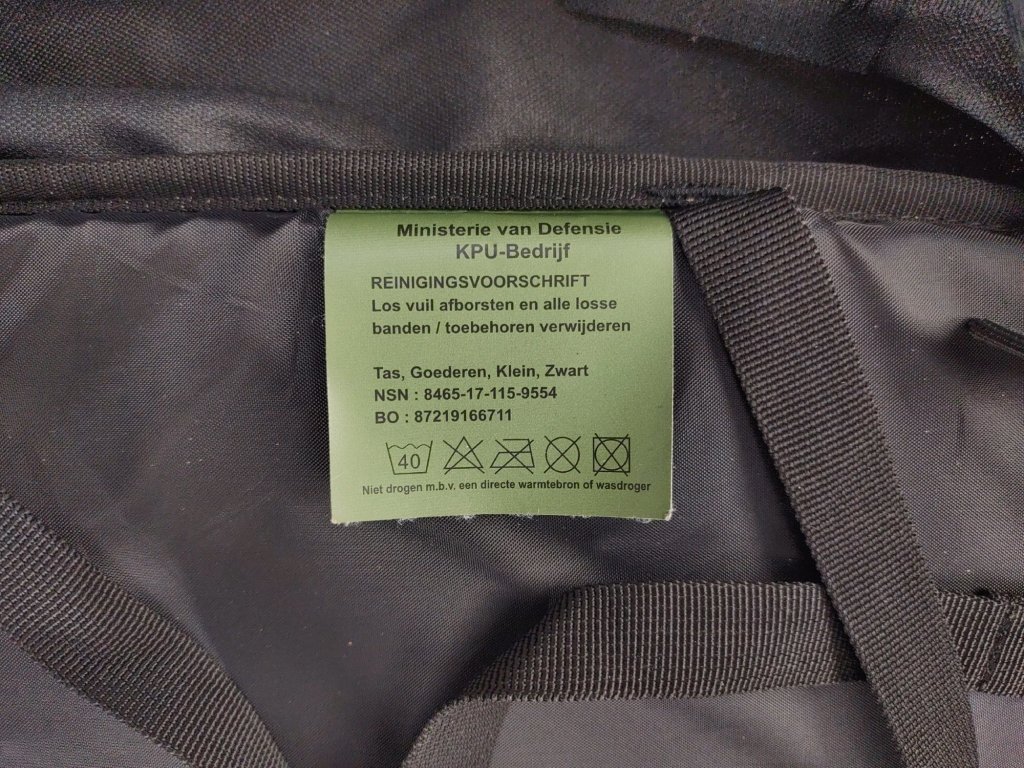 Ministerie van Defensie
KPU-Bedrijf
REINIGINGSVOORSCHRIFT
Los vuil afborsten en alle losse
banden / toebehoren verwijderen
Tas, Goederen, Klein, Zwart
NSN : 8465-17-115-9554
BO : 87219166711
40
Niet drogen m.b.v. een directe warmtebron of wasdroger